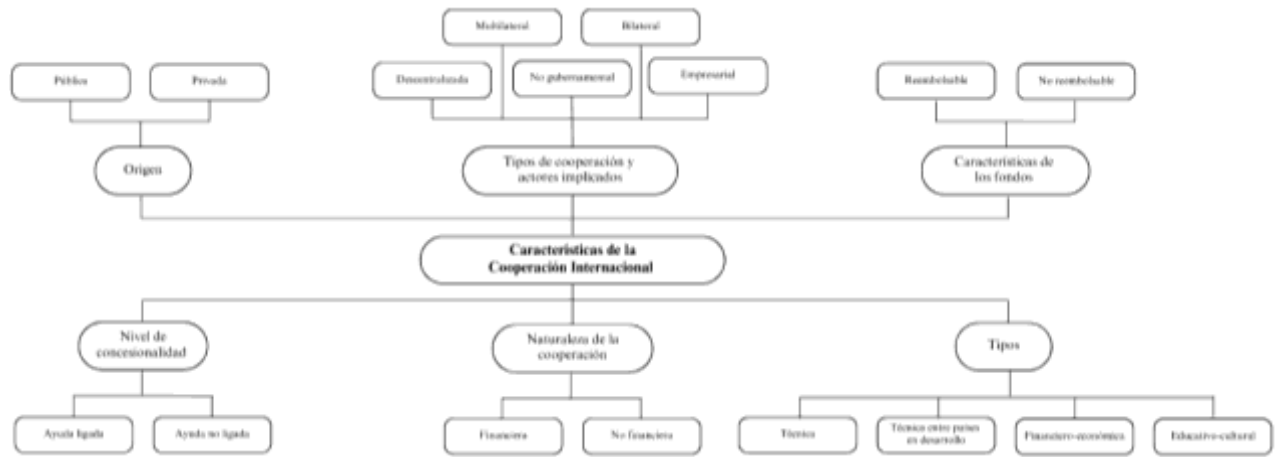 Multilateral
Bilateral
Pública
Privada
Descentralizada
No gubernamental
Empresarial
Reembolsable
No reembolsable
Origen
Tipos de cooperación y
actores implicados
Características de
los fondos
Características de la
Cooperación Internacional
Nivel de
concesionalidad
Naturaleza de la
cooperación
Tipos
Ayuda ligada
Ayuda no ligada
Financiera
No financiera
Técnica
Técnica entre países
en desarrollo
Financiero-económica
Educativo-cultural